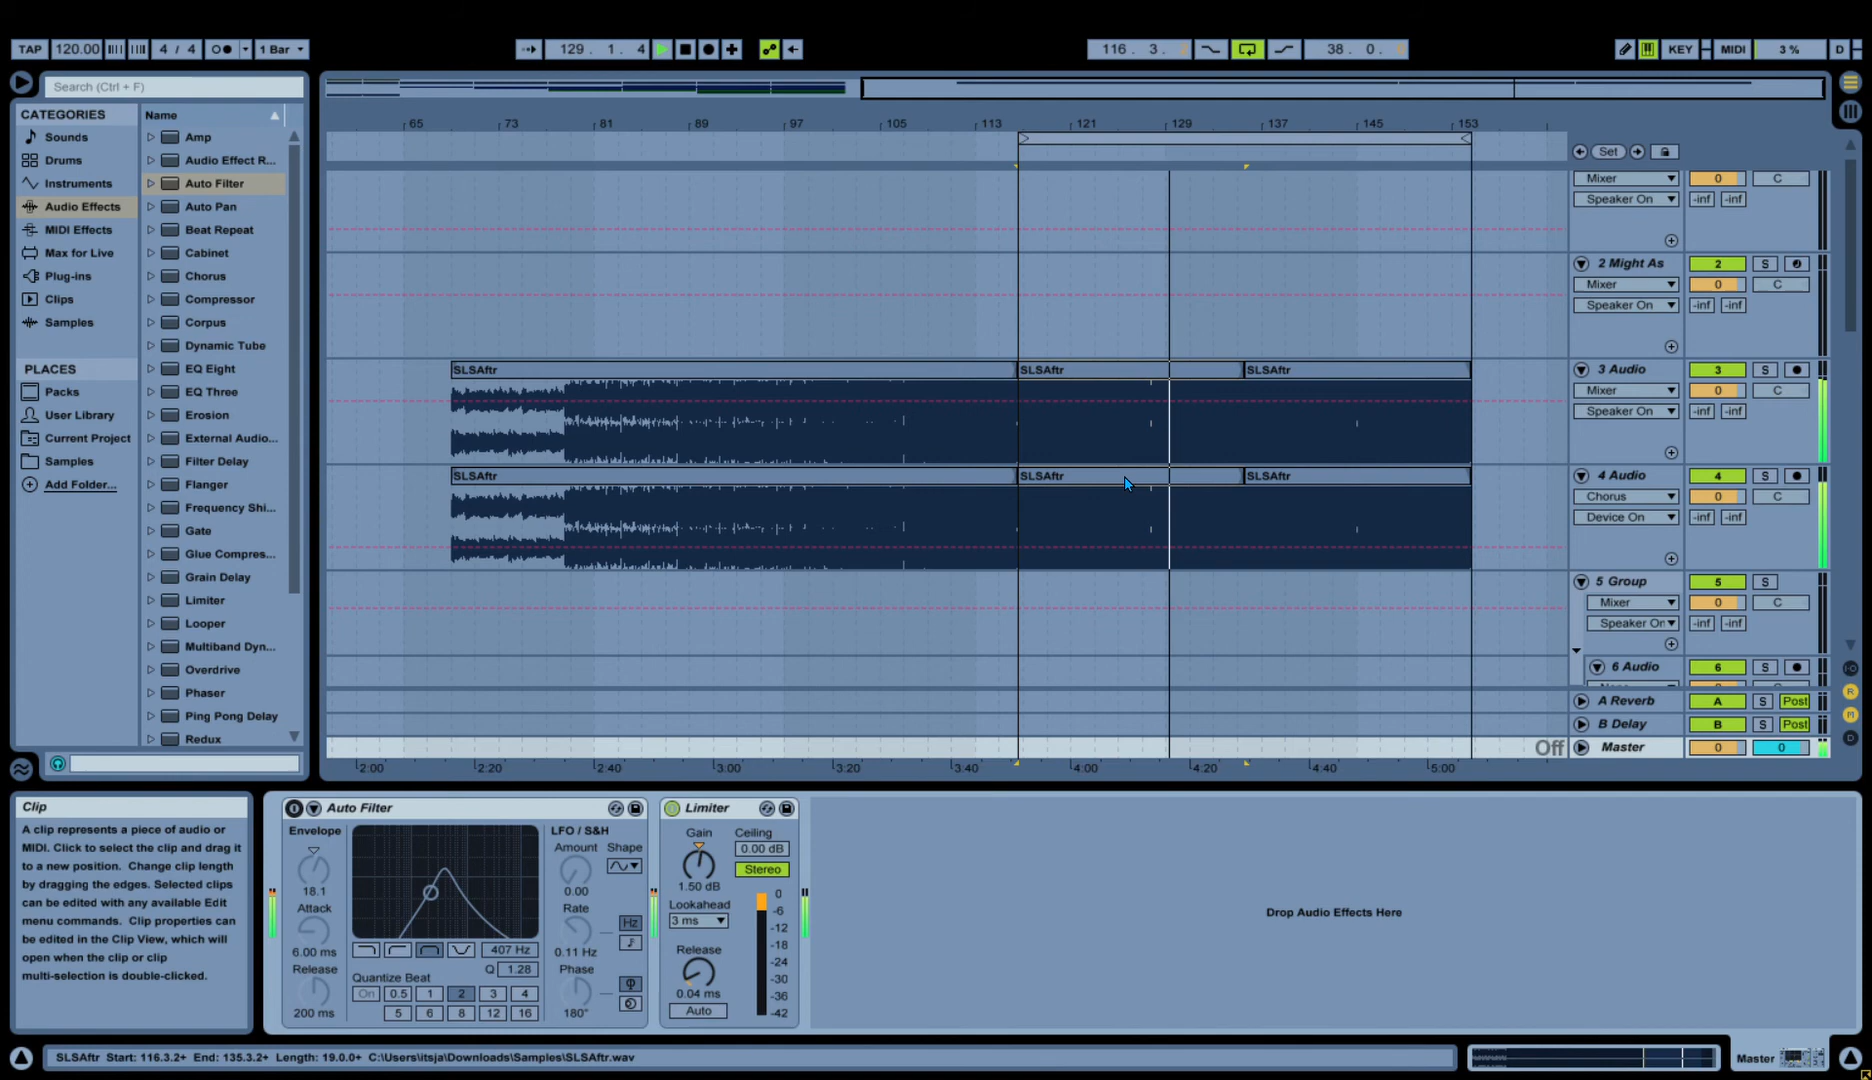 TAP 120.00 4 / 4 1 Bar 129 . 1 . 4 116 . 3 . 2 38 . 0 . KEY MIDI 3 % D
Search (Ctrl + F)
CATEGORIES
Sounds
Drums
Instruments
Audio Effects
MIDI Effects
Max for Live
Plug-ins
Clips
Samples
PLACES
Packs
User Library
Current Project
Samples
Add Folder...
Name
Amp
Audio Effect R...
Auto Filter
Auto Pan
Beat Repeat
Cabinet
Chorus
Compressor
Corpus
Dynamic Tube
EQ Eight
EQ Three
Erosion
External Audio...
Filter Delay
Flanger
Frequency Shi...
Gate
Glue Compres...
Grain Delay
Limiter
Looper
Multiband Dyn...
Overdrive
Phaser
Ping Pong Delay
Redux
65 73 81 89 97 105 113 121 129 137 145 153
Set
Mixer 0 C
Speaker On -inf -inf
2 Might As 2 S
Mixer 0 C
Speaker On -inf -inf
SLSAftr SLSAftr SLSAftr 3 Audio 3 S
Mixer 0 C
Speaker On -inf -inf
SLSAftr SLSAftr SLSAftr 4 Audio 4 S
Chorus 0 C
Device On -inf -inf
5 Group 5 S
Mixer 0 C
Speaker On -inf -inf
6 Audio 6 S
A Reverb A S Post
B Delay B S Post
Off Master 0 0
2:00 2:20 2:40 3:00 3:20 3:40 4:00 4:20 4:40 5:00
R
M
D
Clip
A clip represents a piece of audio or
MIDI. Click to select the clip and drag it
to a new position. Change clip length
by dragging the edges. Selected clips
can be edited with any available Edit
menu commands. Clip properties can
be edited in the Clip View, which will
open when the clip or clip
multi-selection is double-clicked.
Auto Filter
Envelope
18.1
Attack
6.00 ms
Release
200 ms
407 Hz
Q 1.28
Quantize Beat
On 0.5 1 2 3 4
5 6 8 12 16
LFO / S&H
Amount Shape
0.00
Rate
Hz
0.11 Hz
Phase
180°
Limiter
Gain Ceiling
0.00 dB
Stereo
1.50 dB
Lookahead
3 ms
Release
0.04 ms
Auto
0
-6
-12
-18
-24
-30
-36
-42
Drop Audio Effects Here
SLSAftr Start: 116.3.2+ End: 135.3.2+ Length: 19.0.0+ C:\Users\itsja\Downloads\Samples\SLSAftr.wav
Master